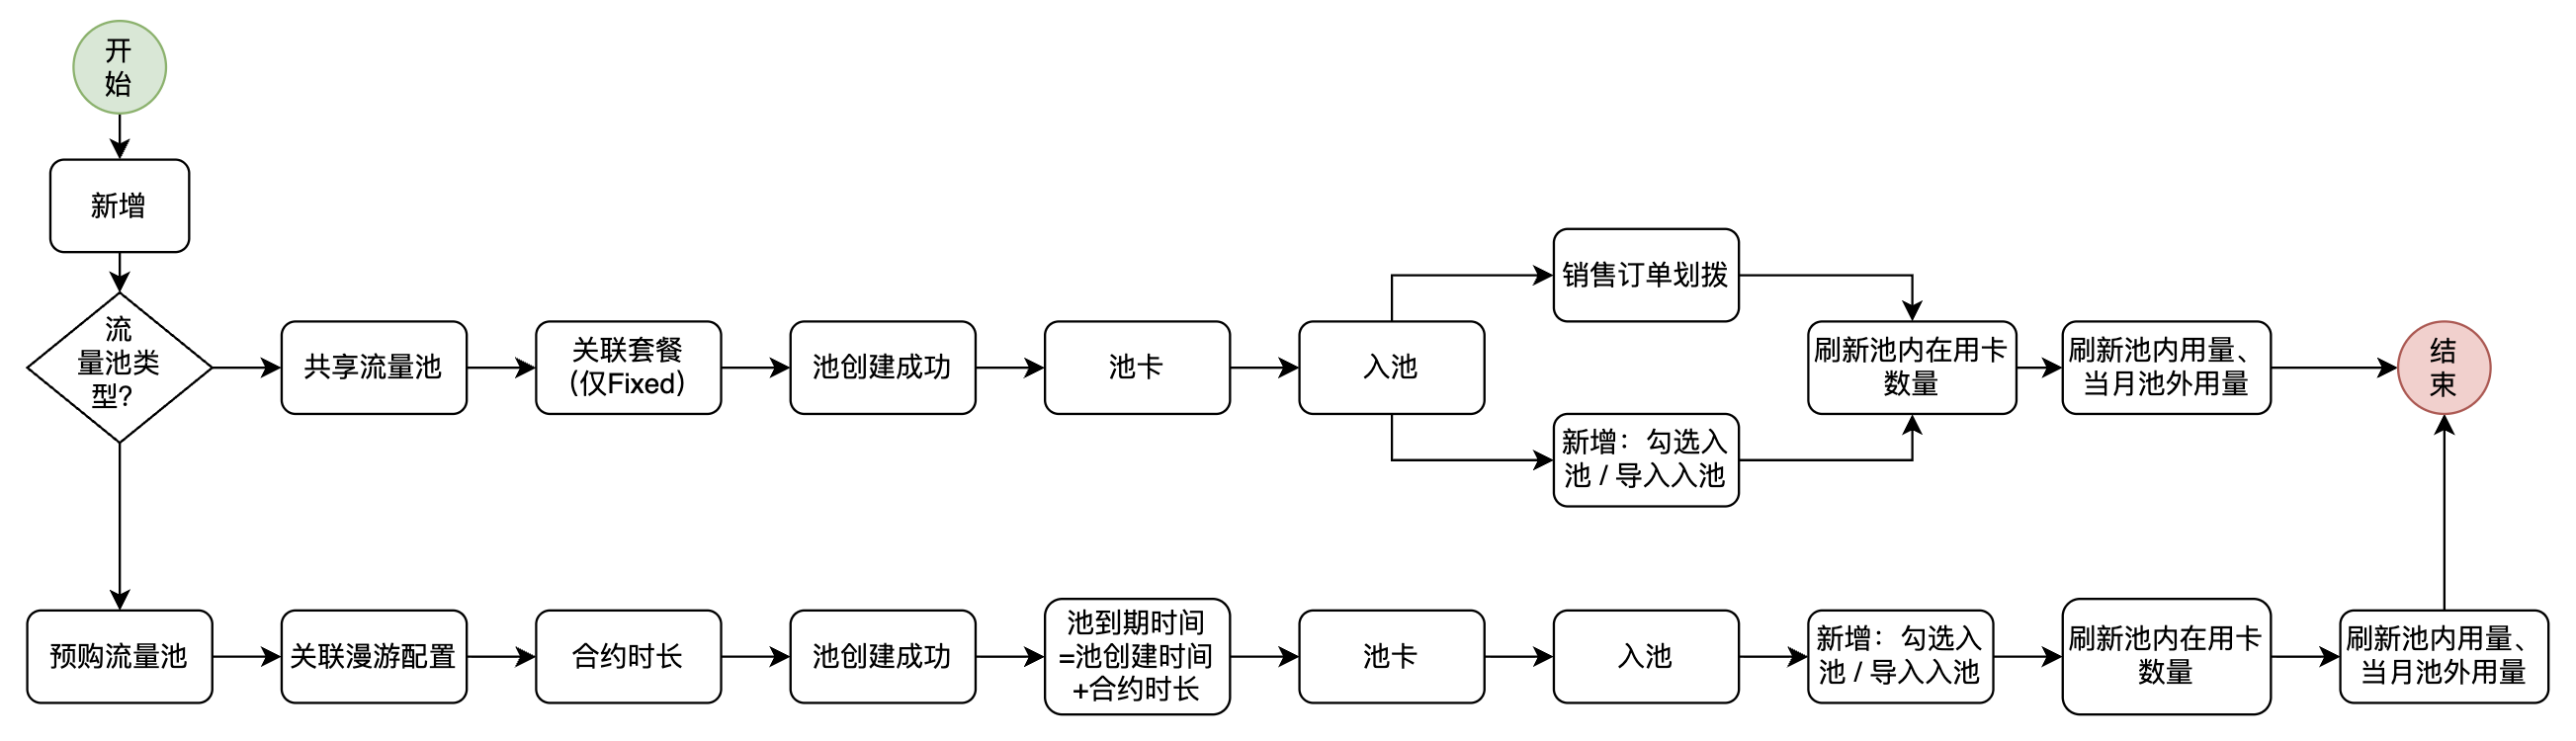 开
始
新增
流
量池类
型?
共享流量池
关联套餐
（仅Fixed）
池创建成功
池卡
入池
销售订单划拨
新增：勾选入
池 / 导入入池
刷新池内在用卡
数量
刷新池内用量、
当月池外用量
结
束
预购流量池
关联漫游配置
合约时长
池创建成功
池到期时间
=池创建时间
+合约时长
池卡
入池
新增：勾选入
池 / 导入入池
刷新池内在用卡
数量
刷新池内用量、
当月池外用量